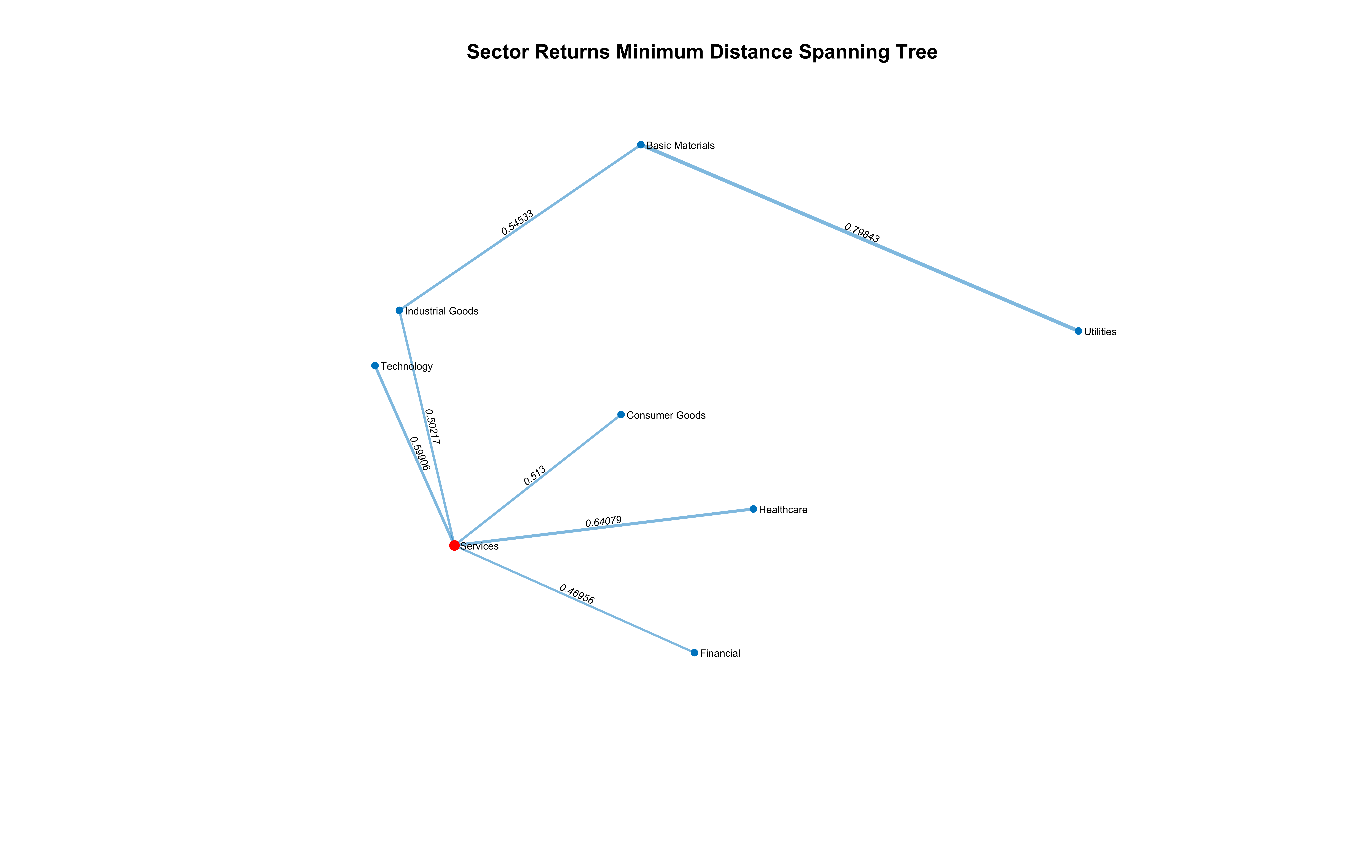 Sector Returns Minimum Distance Spanning Tree
Basic Materials
0.54533
0.79843
Industrial Goods
Utilities
Technology
0.50217
Consumer Goods
0.59906
0.513
Healthcare
0.64079
Services
0.46956
Financial